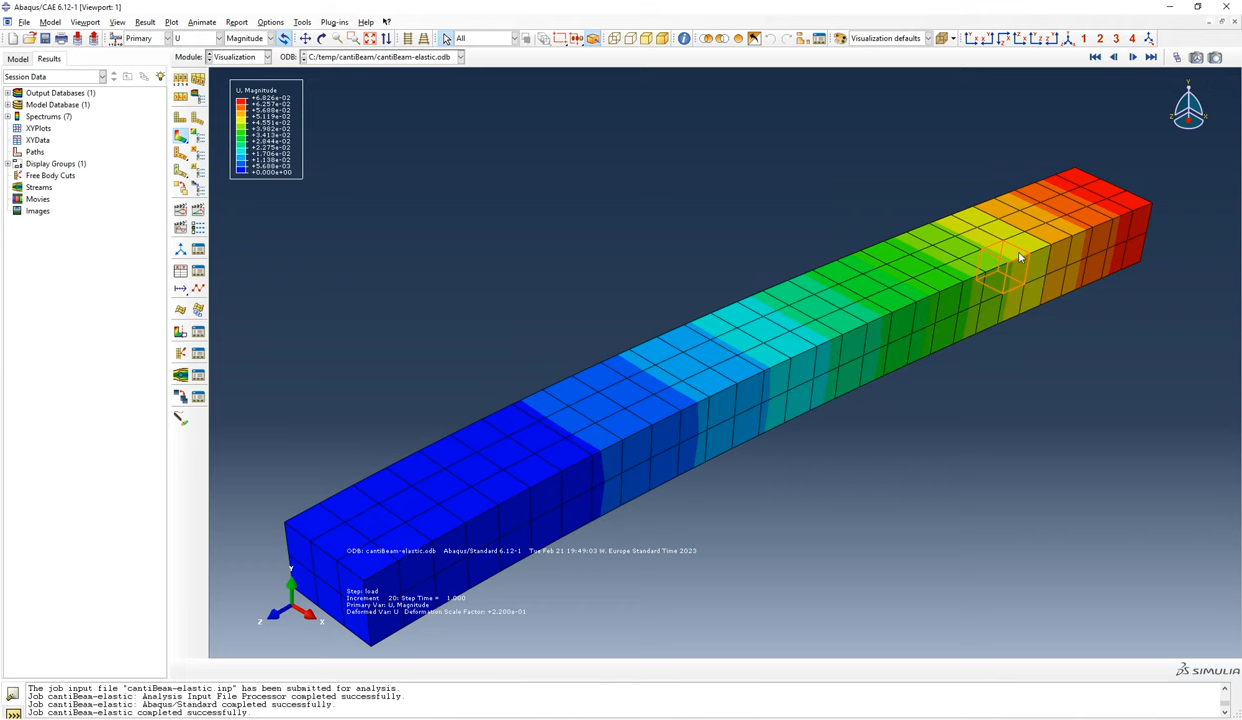 Abaqus/CAE 6.12-1 [Viewport: 1]
File Model Viewport View Result Plot Animate Report Options Tools Plug-ins Help
Primary U Magnitude All Visualization defaults 1 2 3 4
Model Results Module: Visualization ODB: C:/temp/cantiBeam/cantiBeam-elastic.odb
Session Data
Output Databases (1)
Model Database (1)
Spectrums (7)
XYPlots
XYData
Paths
Display Groups (1)
Free Body Cuts
Streams
Movies
Images
U, Magnitude
+6.826e-02
+6.257e-02
+5.688e-02
+5.119e-02
+4.551e-02
+3.982e-02
+3.413e-02
+2.844e-02
+2.275e-02
+1.706e-02
+1.138e-02
+5.688e-03
+0.000e+00
Y
Z X
Y
Z X
ODB: cantiBeam-elastic.odb Abaqus/Standard 6.12-1 Tue Feb 21 19:49:03 W. Europe Standard Time 2023
Step: load
Increment 20: Step Time = 1.000
Primary Var: U, Magnitude
Deformed Var: U Deformation Scale Factor: +2.200e-01
SIMULIA
The job input file "cantiBeam-elastic.inp" has been submitted for analysis.
Job cantiBeam-elastic: Analysis Input File Processor completed successfully.
Job cantiBeam-elastic: Abaqus/Standard completed successfully.
Job cantiBeam-elastic completed successfully.